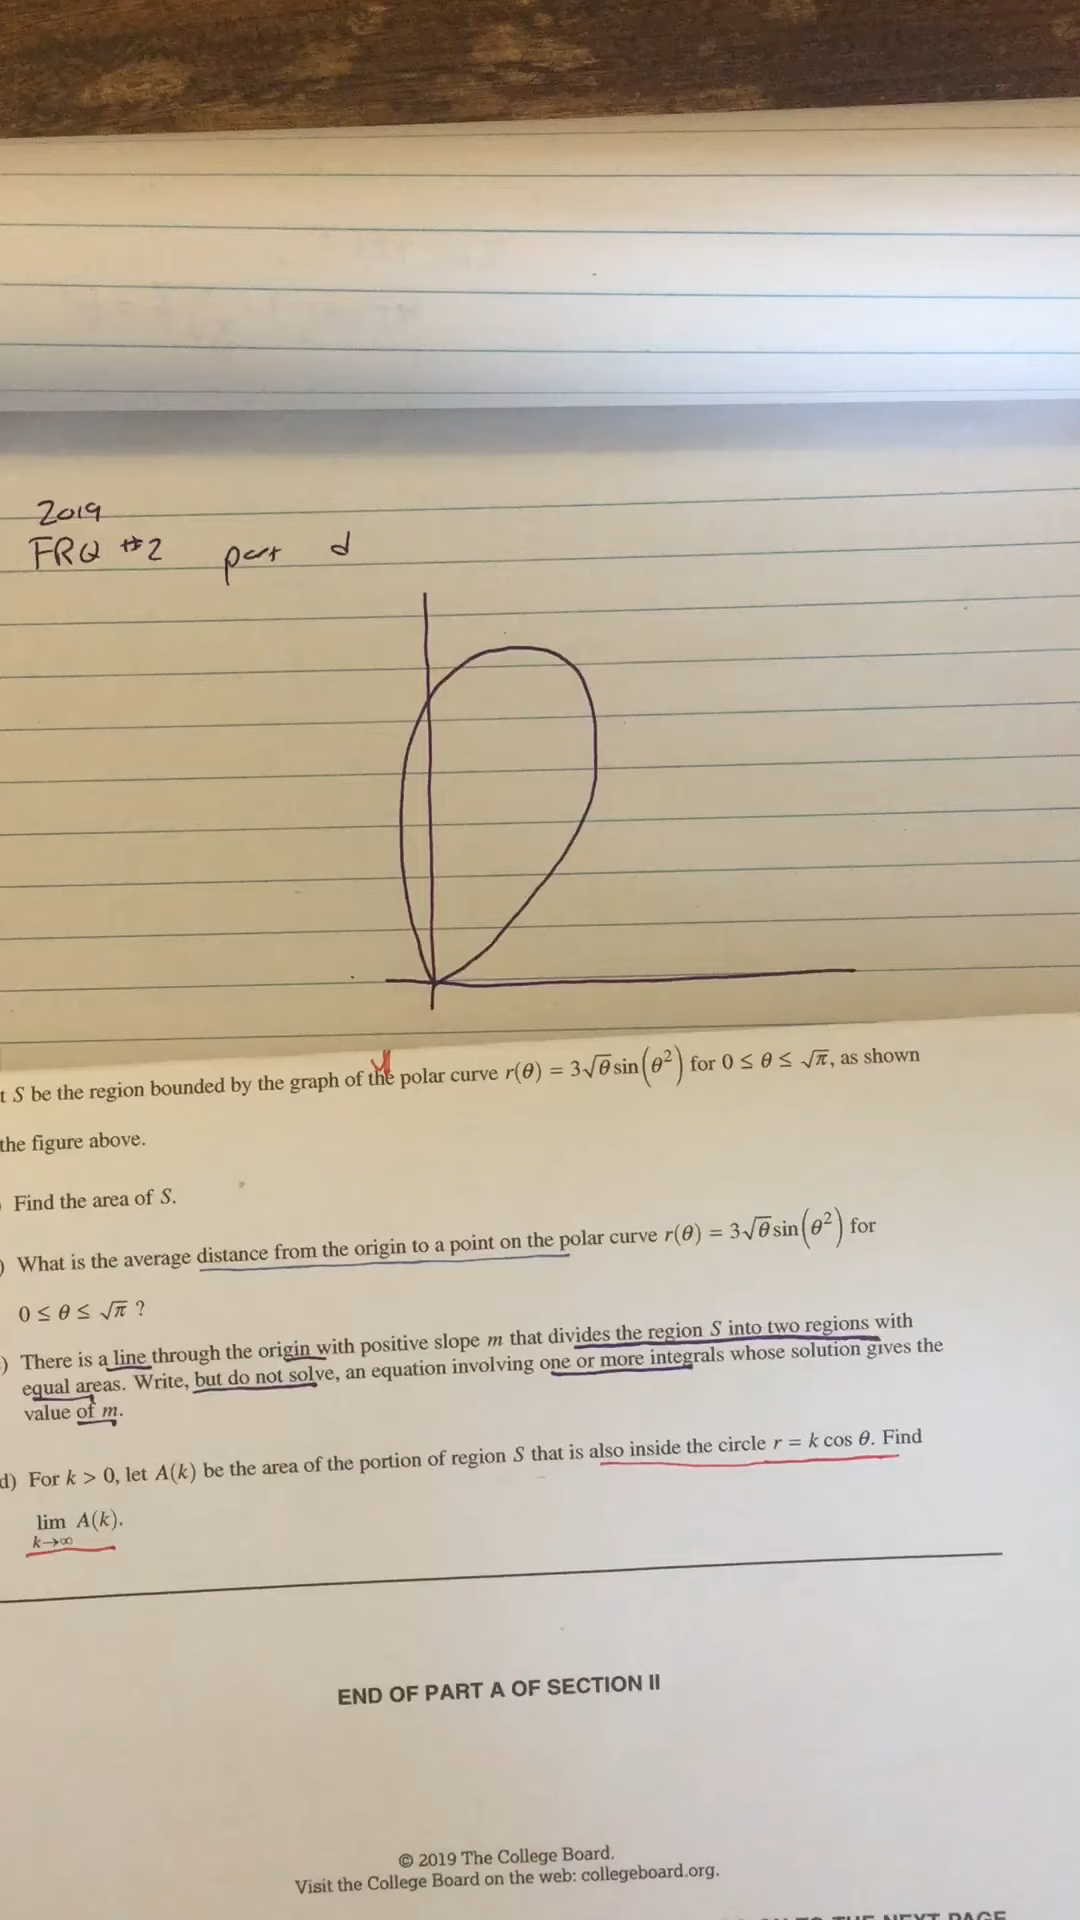 2019
FRQ #2 part d
t S be the region bounded by the graph of the polar curve r(θ) = 3√θ sin(θ²) for 0 ≤ θ ≤ √π, as shown
the figure above.
Find the area of S.
) What is the average distance from the origin to a point on the polar curve r(θ) = 3√θ sin(θ²) for
0 ≤ θ ≤ √π ?
) There is a line through the origin with positive slope m that divides the region S into two regions with
equal areas. Write, but do not solve, an equation involving one or more integrals whose solution gives the
value of m.
d) For k > 0, let A(k) be the area of the portion of region S that is also inside the circle r = k cos θ. Find
lim A(k).
k→∞
END OF PART A OF SECTION II
© 2019 The College Board.
Visit the College Board on the web: collegeboard.org.
THE NEXT PAGE